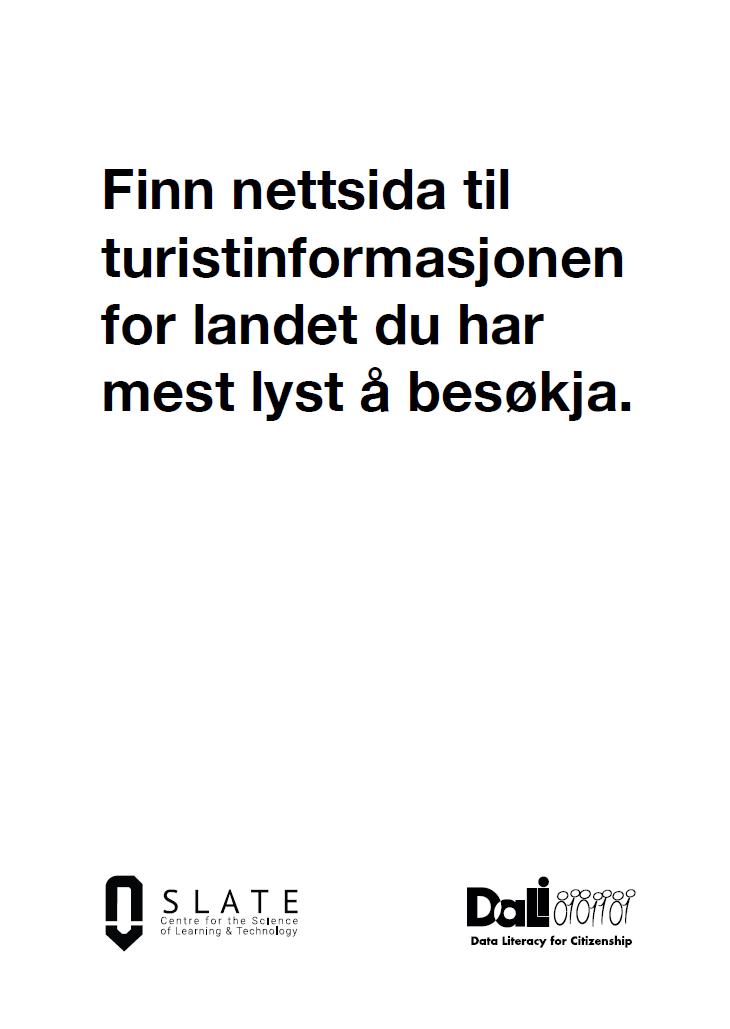 Finn nettsida til
turistinformasjonen
for landet du har
mest lyst å besøkja.
SLATE
Centre for the Science
of Learning & Technology
DaLi
Data Literacy for Citizenship